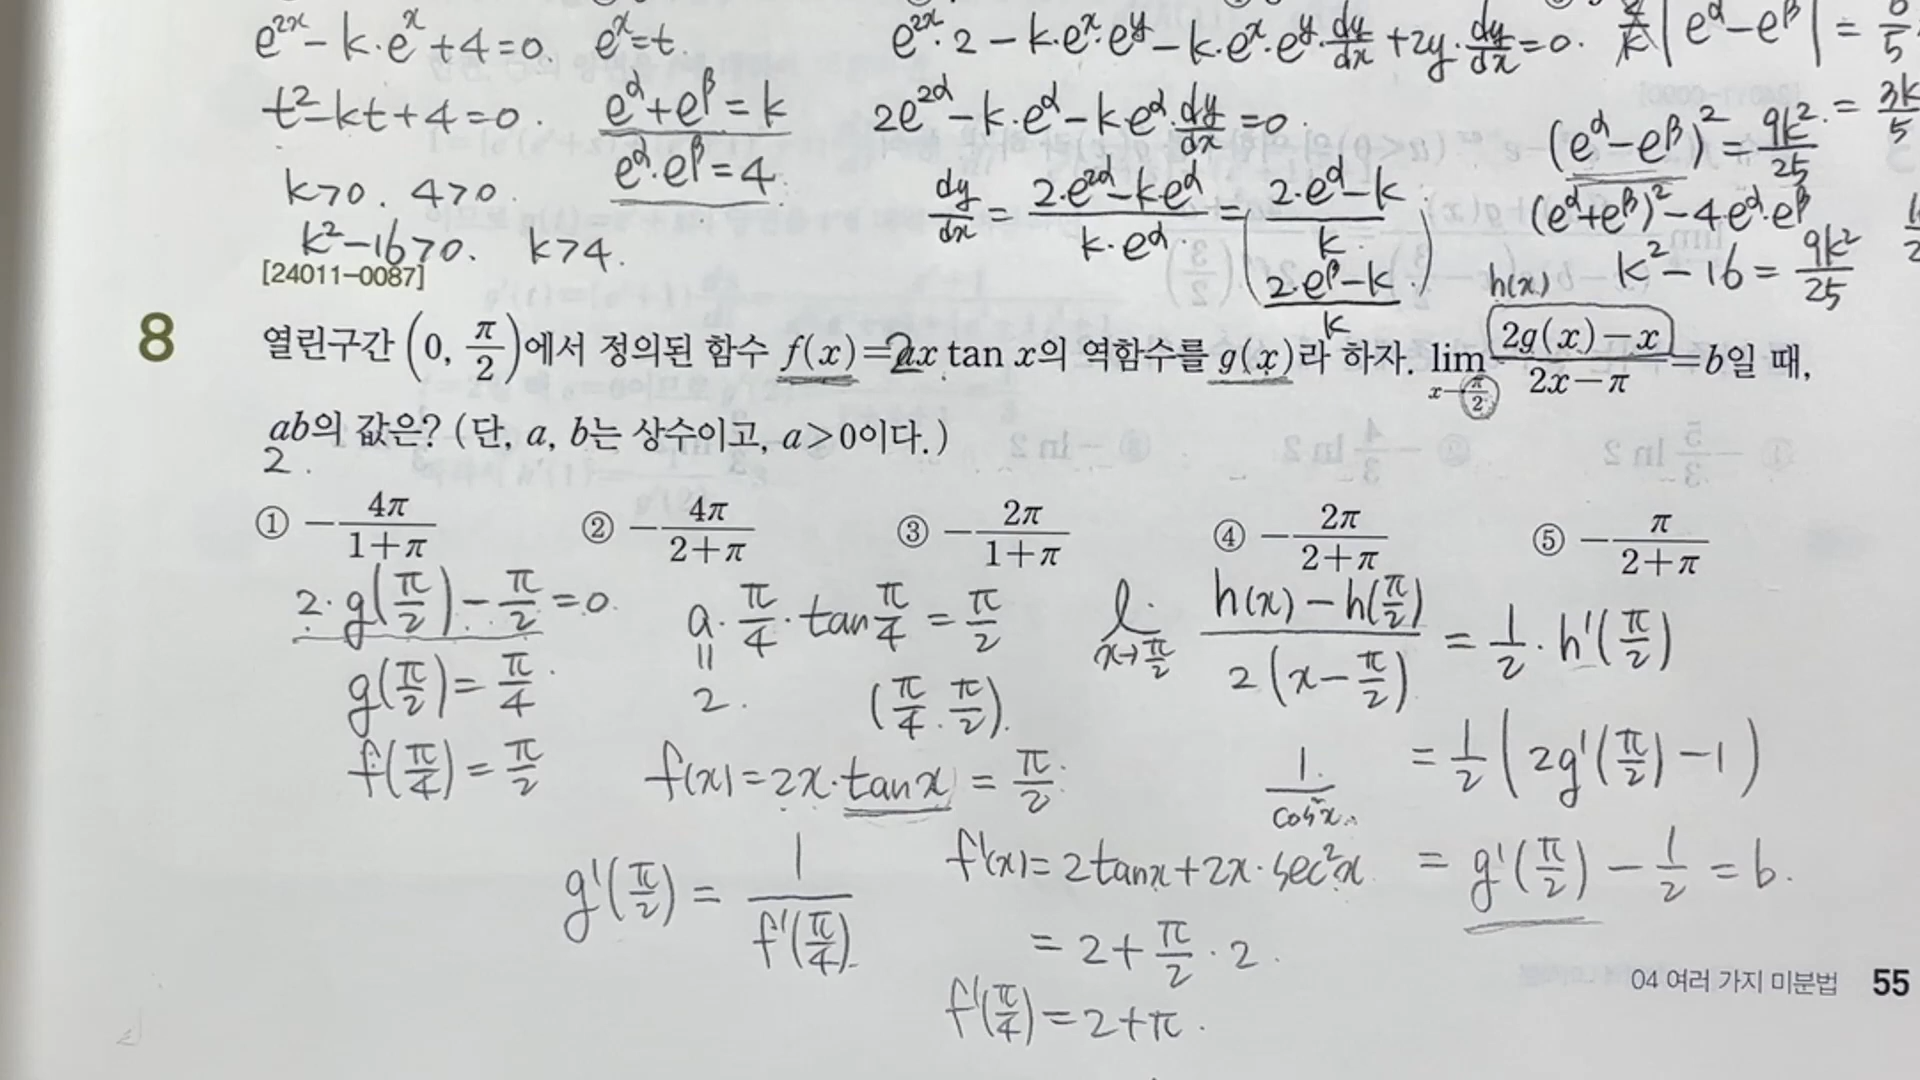 e^{2x} - k·e^x + 4 = 0. e^x = t.
t² - kt + 4 = 0. e^α + e^β = k
e^α · e^β = 4.
k > 0. 4 > 0.
k² - 16 > 0. k > 4.
e^{2x}·2 - k·e^x·e^y - k·e^x·e^y·dy/dx + 2y·dy/dx = 0.
2e^{2α} - k·e^α - k·e^α·dy/dx = 0.
dy/dx = (2·e^{2α} - ke^α)/(k·e^α) = (2·e^α - k)/k
((2·e^β - k)/k)
|e^α - e^β| =
(e^α - e^β)² = 9k²/25. = 3k/5
(e^α + e^β)² - 4·e^α·e^β
k² - 16 = 9k²/25
[24011-0087]
8 열린구간 (0, π/2)에서 정의된 함수 f(x)=ax tan x의 역함수를 g(x)라 하자. lim_{x→π/2} (2g(x)-x)/(2x-π) = b일 때,
2
h(x)
ab의 값은? (단, a, b는 상수이고, a>0이다.)
2.
① -4π/(1+π) ② -4π/(2+π) ③ -2π/(1+π) ④ -2π/(2+π) ⑤ -π/(2+π)
2·g(π/2) - π/2 = 0.
g(π/2) = π/4.
f(π/4) = π/2
a·π/4·tan π/4 = π/2
=
2.
(π/4. π/2).
f(x) = 2x·tanx = π/2.
g'(π/2) = 1/f'(π/4).
l. x→π/2 (h(x) - h(π/2))/(2(x - π/2)) = 1/2·h'(π/2)
1/cos²x. = 1/2(2g'(π/2) - 1)
f'(x) = 2tanx + 2x·sec²x = g'(π/2) - 1/2 = b.
= 2 + π/2·2.
f'(π/4) = 2 + π.
04 여러 가지 미분법 55